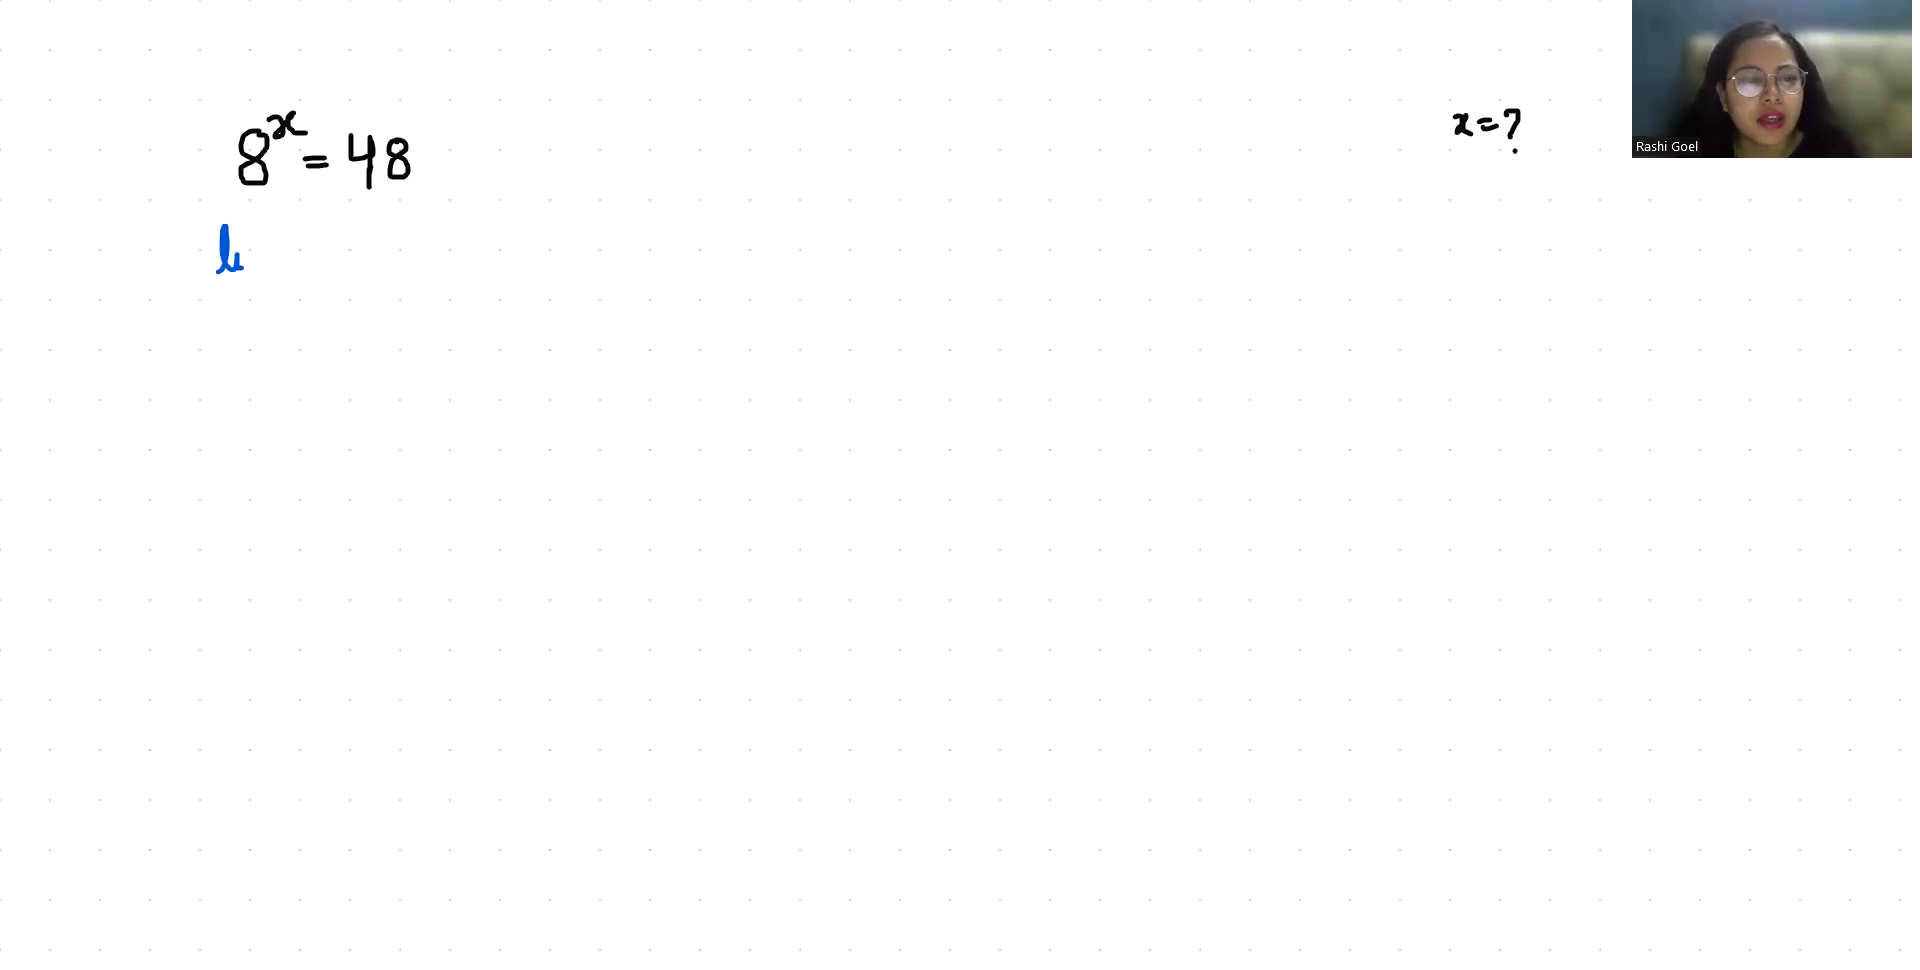 8^x = 48
x = ?
Rashi Goel